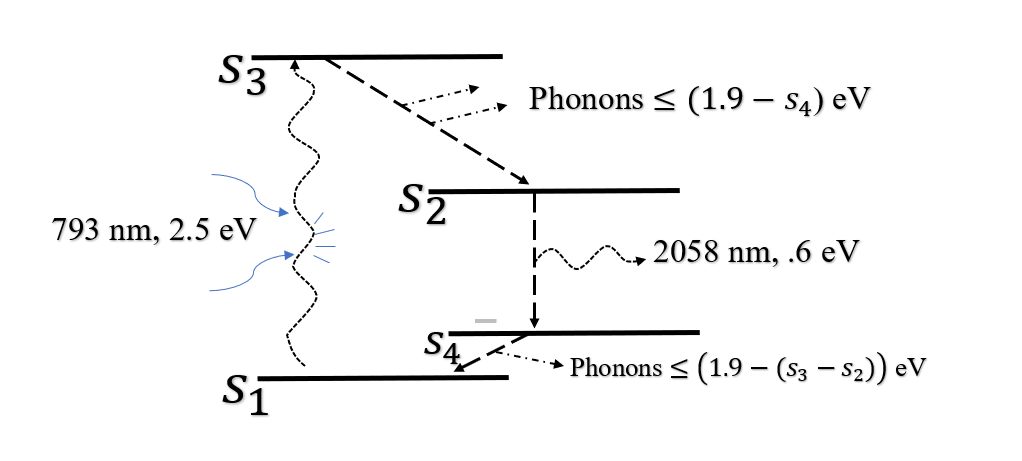 S₃
Phonons ≤ (1.9 − s₄) eV
S₂
793 nm, 2.5 eV
2058 nm, .6 eV
S₄
Phonons ≤ (1.9 − (s₃ − s₂)) eV
S₁